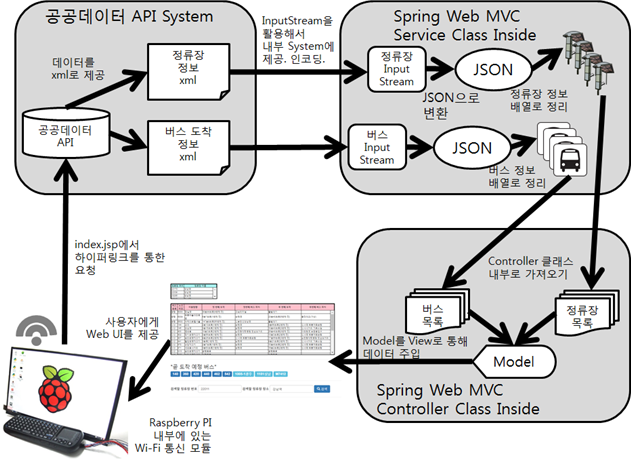 공공데이터 API System
데이터를
xml로 제공
정류장
정보
xml
공공데이터
API
버스 도착
정보
xml
InputStream을
활용해서
내부 System에
제공. 인코딩.
Spring Web MVC
Service Class Inside
정류장
Input
Stream
JSON
JSON으로
변환
정류장 정보
배열로 정리
버스
Input
Stream
JSON
버스 정보
배열로 정리
index.jsp에서
하이퍼링크를 통한
요청
Controller 클래스
내부로 가져오기
버스
목록
정류장
목록
Model를 View로 통해
데이터 주입
Model
Spring Web MVC
Controller Class Inside
사용자에게
Web UI를 제공
"곧 도착 예정 버스"
Raspberry PI
내부에 있는
Wi-Fi 통신 모듈